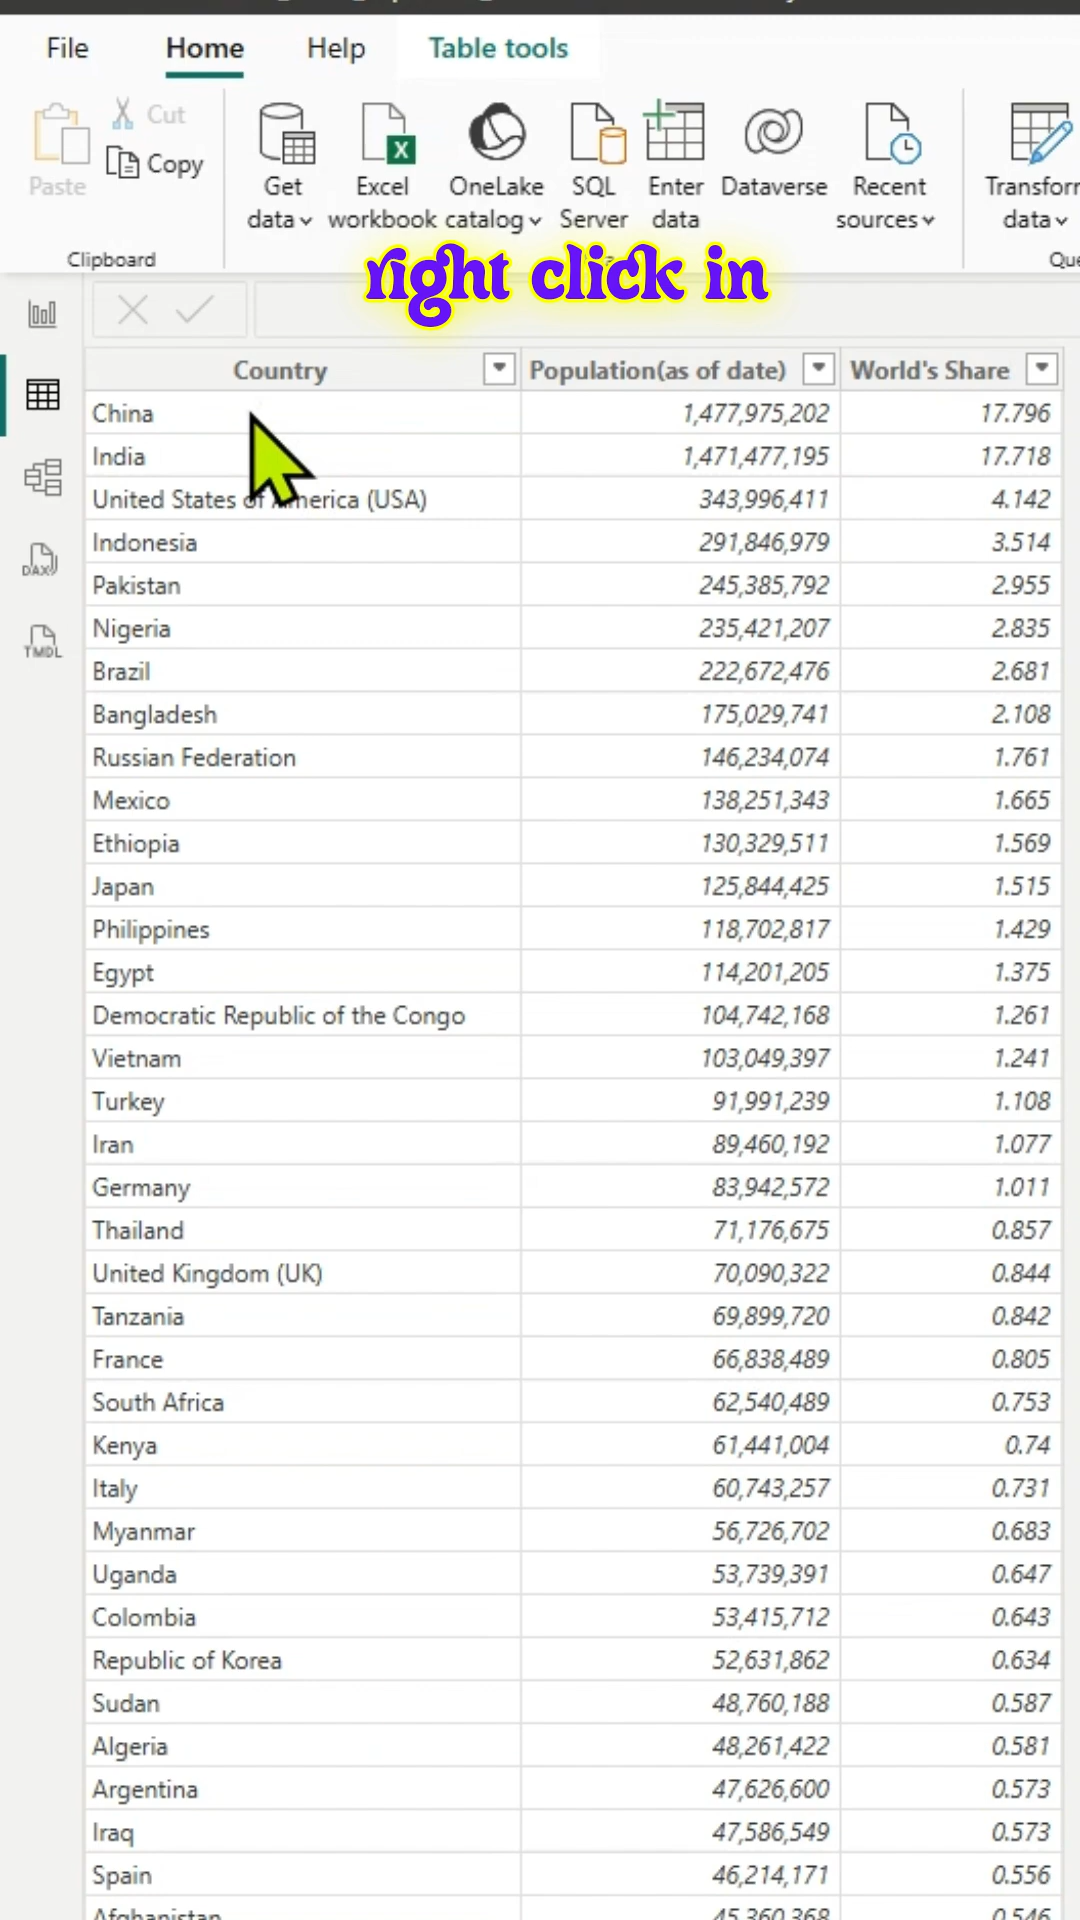 File Home Help Table tools
Cut
Paste Copy
Get data Excel workbook OneLake catalog SQL Server Enter data Dataverse Recent sources Transform data
Clipboard
right click in
DAX
TMDL
Country Population(as of date) World's Share
China 1,477,975,202 17.796
India 1,471,477,195 17.718
United States of America (USA) 343,996,411 4.142
Indonesia 291,846,979 3.514
Pakistan 245,385,792 2.955
Nigeria 235,421,207 2.835
Brazil 222,672,476 2.681
Bangladesh 175,029,741 2.108
Russian Federation 146,234,074 1.761
Mexico 138,251,343 1.665
Ethiopia 130,329,511 1.569
Japan 125,844,425 1.515
Philippines 118,702,817 1.429
Egypt 114,201,205 1.375
Democratic Republic of the Congo 104,742,168 1.261
Vietnam 103,049,397 1.241
Turkey 91,991,239 1.108
Iran 89,460,192 1.077
Germany 83,942,572 1.011
Thailand 71,176,675 0.857
United Kingdom (UK) 70,090,322 0.844
Tanzania 69,899,720 0.842
France 66,838,489 0.805
South Africa 62,540,489 0.753
Kenya 61,441,004 0.74
Italy 60,743,257 0.731
Myanmar 56,726,702 0.683
Uganda 53,739,391 0.647
Colombia 53,415,712 0.643
Republic of Korea 52,631,862 0.634
Sudan 48,760,188 0.587
Algeria 48,261,422 0.581
Argentina 47,626,600 0.573
Iraq 47,586,549 0.573
Spain 46,214,171 0.556
Afghanistan 45,360,368 0.546